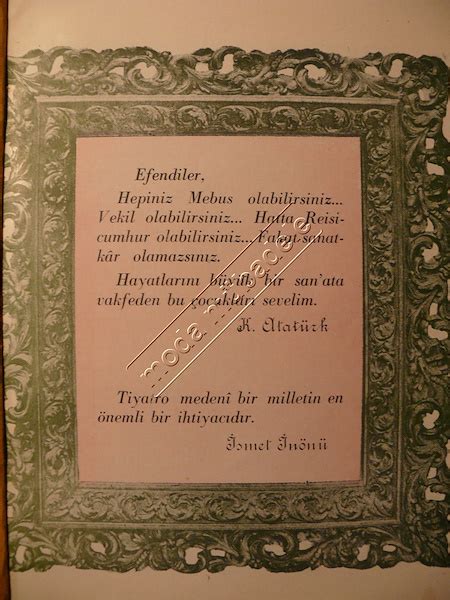 Efendiler,
Hepiniz Mebus olabilirsiniz...
Vekil olabilirsiniz... Hatta Reisi-
cumhur olabilirsiniz... Fakat sanat-
kâr olamazsınız.
Hayatlarını büyük bir san'ata
vakfeden bu çocukları sevelim.
K. Atatürk
Tiyatro medenî bir milletin en
önemli bir ihtiyacıdır.
İsmet İnönü